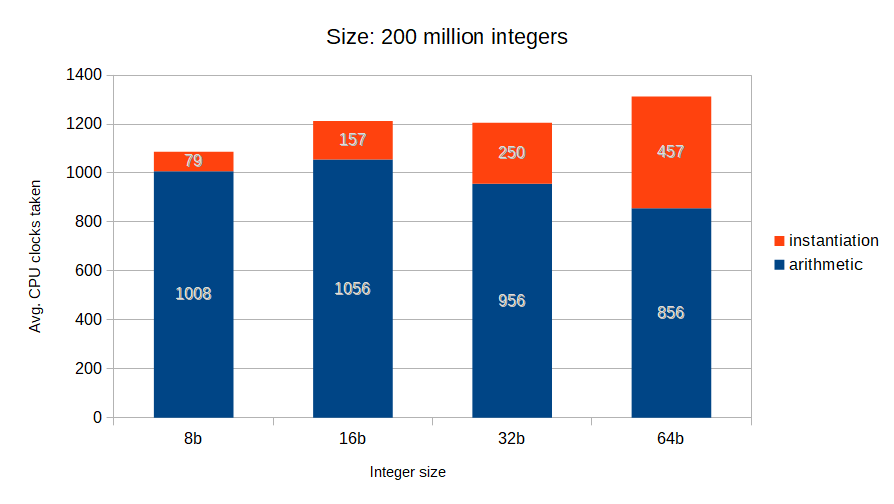 Size: 200 million integers
1400
1200
1000
800
600
400
200
0
Avg. CPU clocks taken
79
157
250
457
1008
1056
956
856
instantiation
arithmetic
8b
16b
32b
64b
Integer size